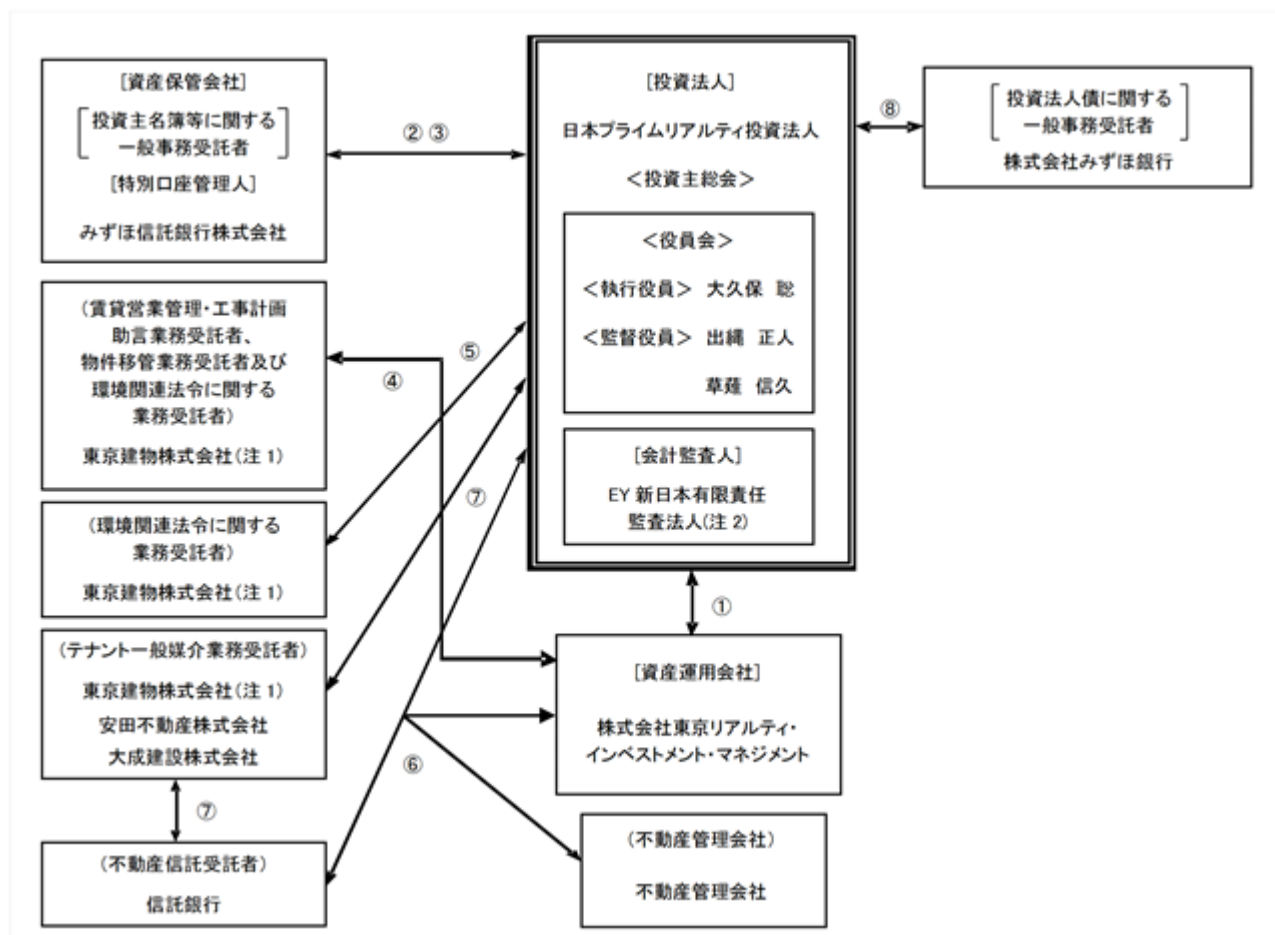 [資産保管会社]
投資主名簿等に関する
一般事務受託者
[特別口座管理人]
みずほ信託銀行株式会社
② ③
[投資法人]
日本プライムリアルティ投資法人
＜投資主総会＞
＜役員会＞
＜執行役員＞ 大久保 聡
＜監督役員＞ 出縄 正人
草薙 信久
[会計監査人]
EY 新日本有限責任
監査法人(注 2)
⑧
投資法人債に関する
一般事務受託者
株式会社みずほ銀行
(賃貸営業管理・工事計画
助言業務受託者、
物件移管業務受託者及び
環境関連法令に関する
業務受託者)
東京建物株式会社(注 1)
④
⑤
(環境関連法令に関する
業務受託者)
東京建物株式会社(注 1)
⑦
①
(テナント一般媒介業務受託者)
東京建物株式会社(注 1)
安田不動産株式会社
大成建設株式会社
[資産運用会社]
株式会社東京リアルティ・
インベストメント・マネジメント
⑥
⑦
(不動産信託受託者)
信託銀行
(不動産管理会社)
不動産管理会社